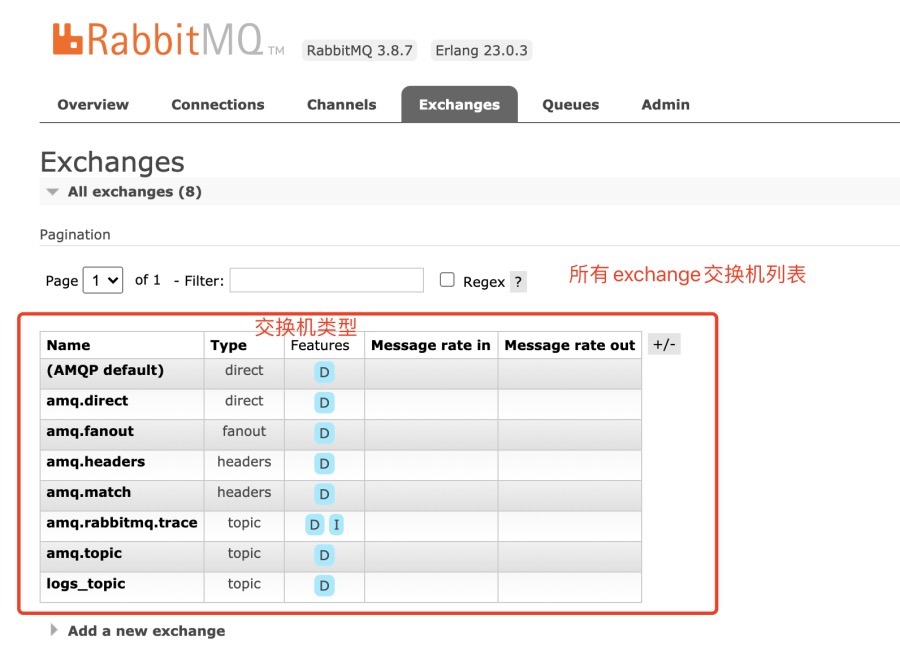 RabbitMQ TM RabbitMQ 3.8.7 Erlang 23.0.3
Overview Connections Channels Exchanges Queues Admin
Exchanges
All exchanges (8)
Pagination
Page 1 of 1 - Filter: Regex ? 所有exchange交换机列表
交换机类型
Name Type Features Message rate in Message rate out +/-
(AMQP default) direct D
amq.direct direct D
amq.fanout fanout D
amq.headers headers D
amq.match headers D
amq.rabbitmq.trace topic D I
amq.topic topic D
logs_topic topic D
Add a new exchange